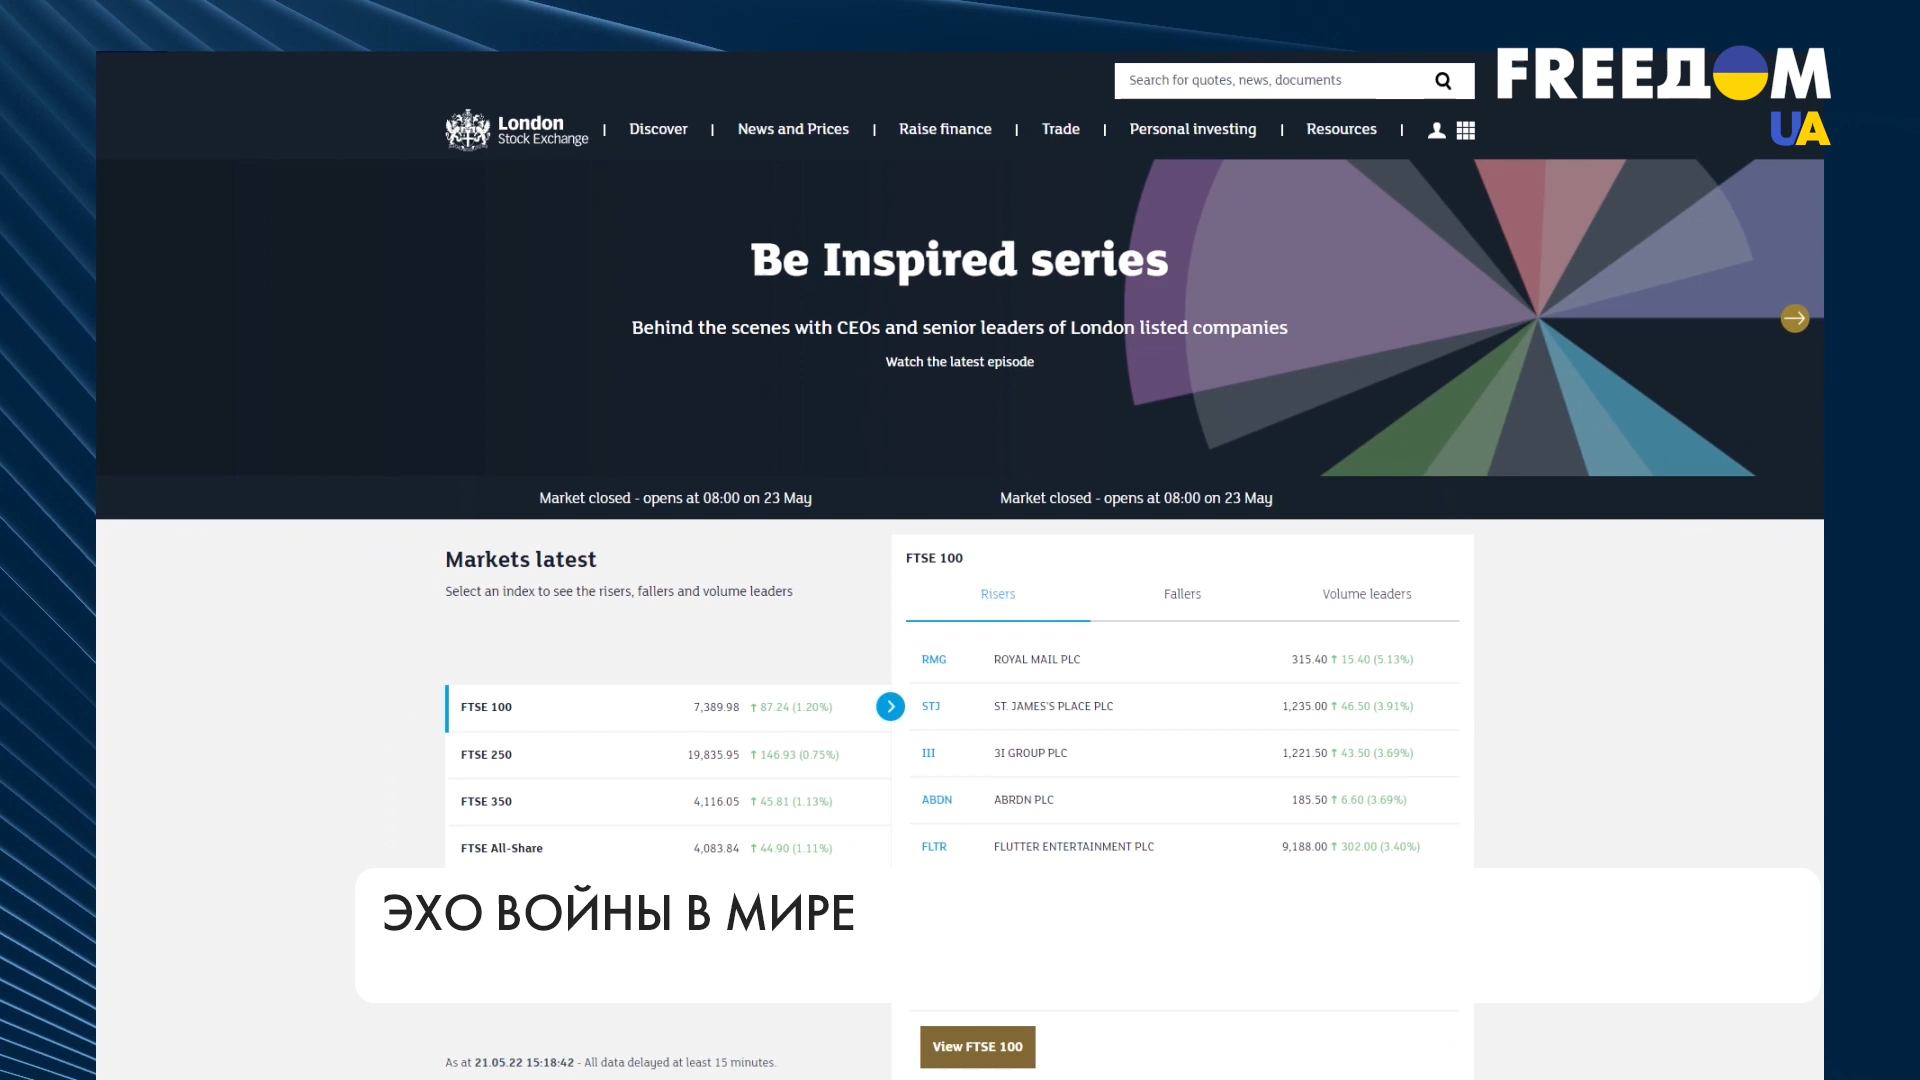 Search for quotes, news, documents
FREEДOM
UA
London
Stock Exchange
Discover | News and Prices | Raise finance | Trade | Personal investing | Resources
Be Inspired series
Behind the scenes with CEOs and senior leaders of London listed companies
Watch the latest episode
Market closed - opens at 08:00 on 23 May
Market closed - opens at 08:00 on 23 May
Markets latest
Select an index to see the risers, fallers and volume leaders
FTSE 100 7,389.98 ↑ 87.24 (1.20%)
FTSE 250 19,835.95 ↑ 146.93 (0.75%)
FTSE 350 4,116.05 ↑ 45.81 (1.13%)
FTSE All-Share 4,083.84 ↑ 44.90 (1.11%)
FTSE 100
Risers Fallers Volume leaders
RMG ROYAL MAIL PLC 315.40 ↑ 15.40 (5.13%)
STJ ST. JAMES'S PLACE PLC 1,235.00 ↑ 46.50 (3.91%)
III 3I GROUP PLC 1,221.50 ↑ 43.50 (3.69%)
ABDN ABRDN PLC 185.50 ↑ 6.60 (3.69%)
FLTR FLUTTER ENTERTAINMENT PLC 9,188.00 ↑ 302.00 (3.40%)
ЭХО ВОЙНЫ В МИРЕ
View FTSE 100
As at 21.05.22 15:18:42 - All data delayed at least 15 minutes.